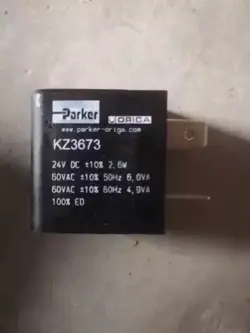 Parker
ORIGA
www.parker-origa.com
KZ3673
24V DC ±10% 2,6W
60VAC ±10% 50Hz 6,0VA
60VAC ±10% 60Hz 4,9VA
100% ED